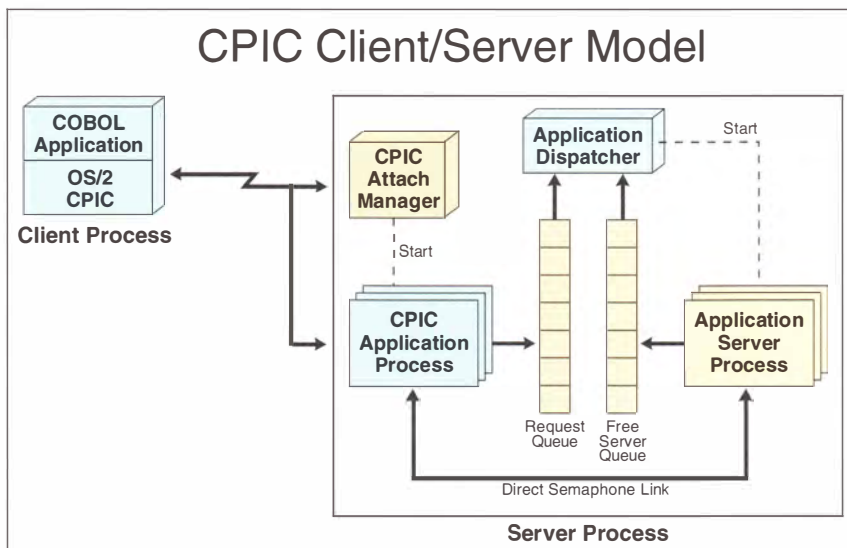 CPIC Client/Server Model
COBOL
Application
OS/2
CPIC
Client Process
CPIC
Attach
Manager
Start
Application
Dispatcher
Start
CPIC
Application
Process
Application
Server
Process
Request
Queue
Free
Server
Queue
Direct Semaphone Link
Server Process